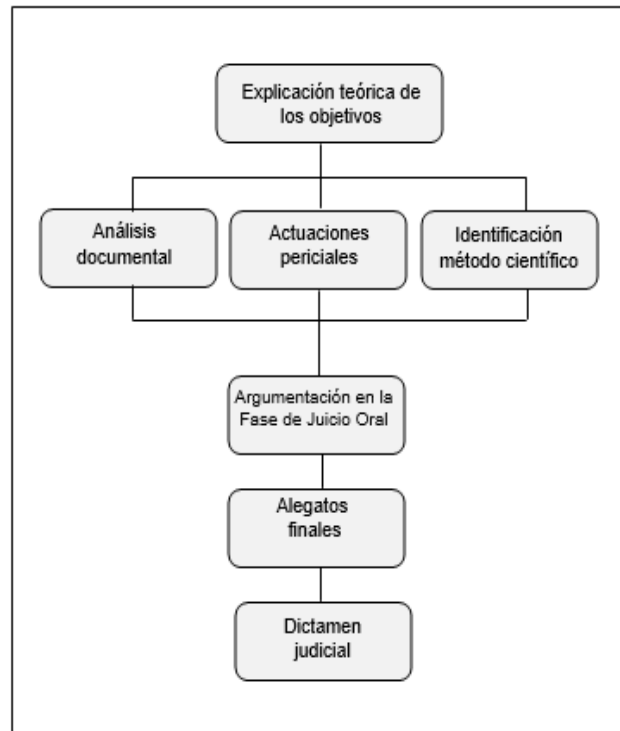 Explicación teórica de
los objetivos
Análisis
documental
Actuaciones
periciales
Identificación
método científico
Argumentación en la
Fase de Juicio Oral
Alegatos
finales
Dictamen
judicial